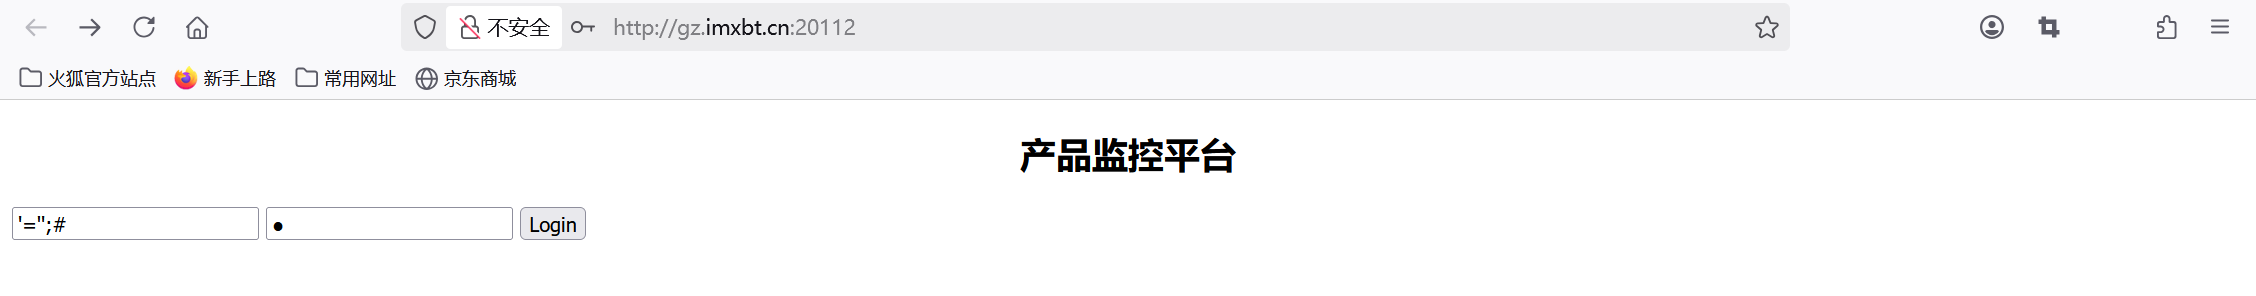 不安全 http://gz.imxbt.cn:20112
火狐官方站点 新手上路 常用网址 京东商城
产品监控平台
'='';# ● Login